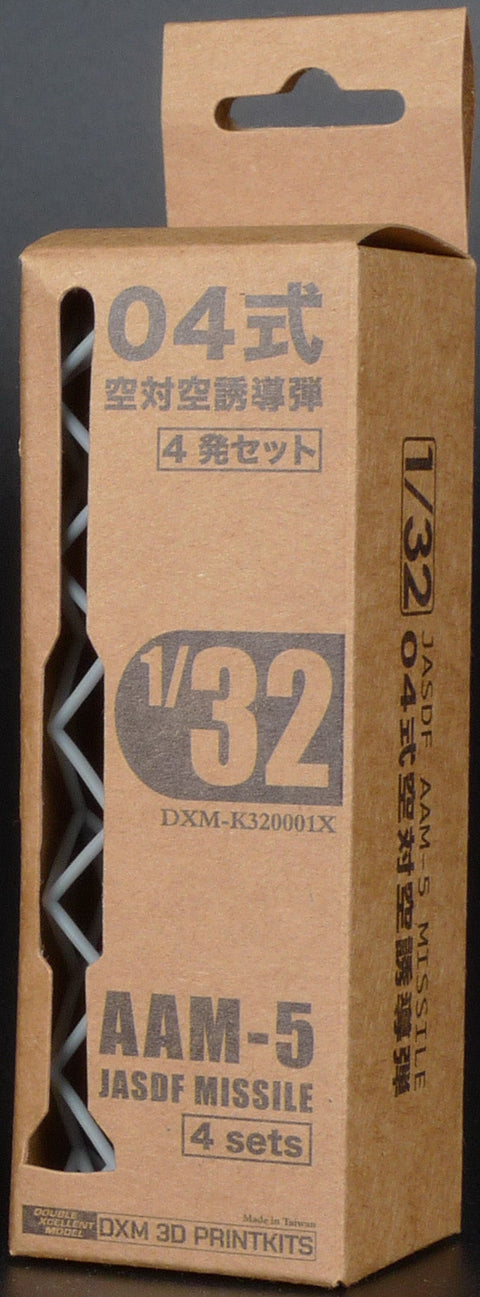 04式
空対空誘導弾
4 発セット
1/32
DXM-K320001X
AAM-5
JASDF MISSILE
4 sets
Made in Taiwan
DOUBLE
XCELLENT
MODEL
DXM 3D PRINTKITS
1/32
JASDF AAM-5 MISSILE
04式空対空誘導弾